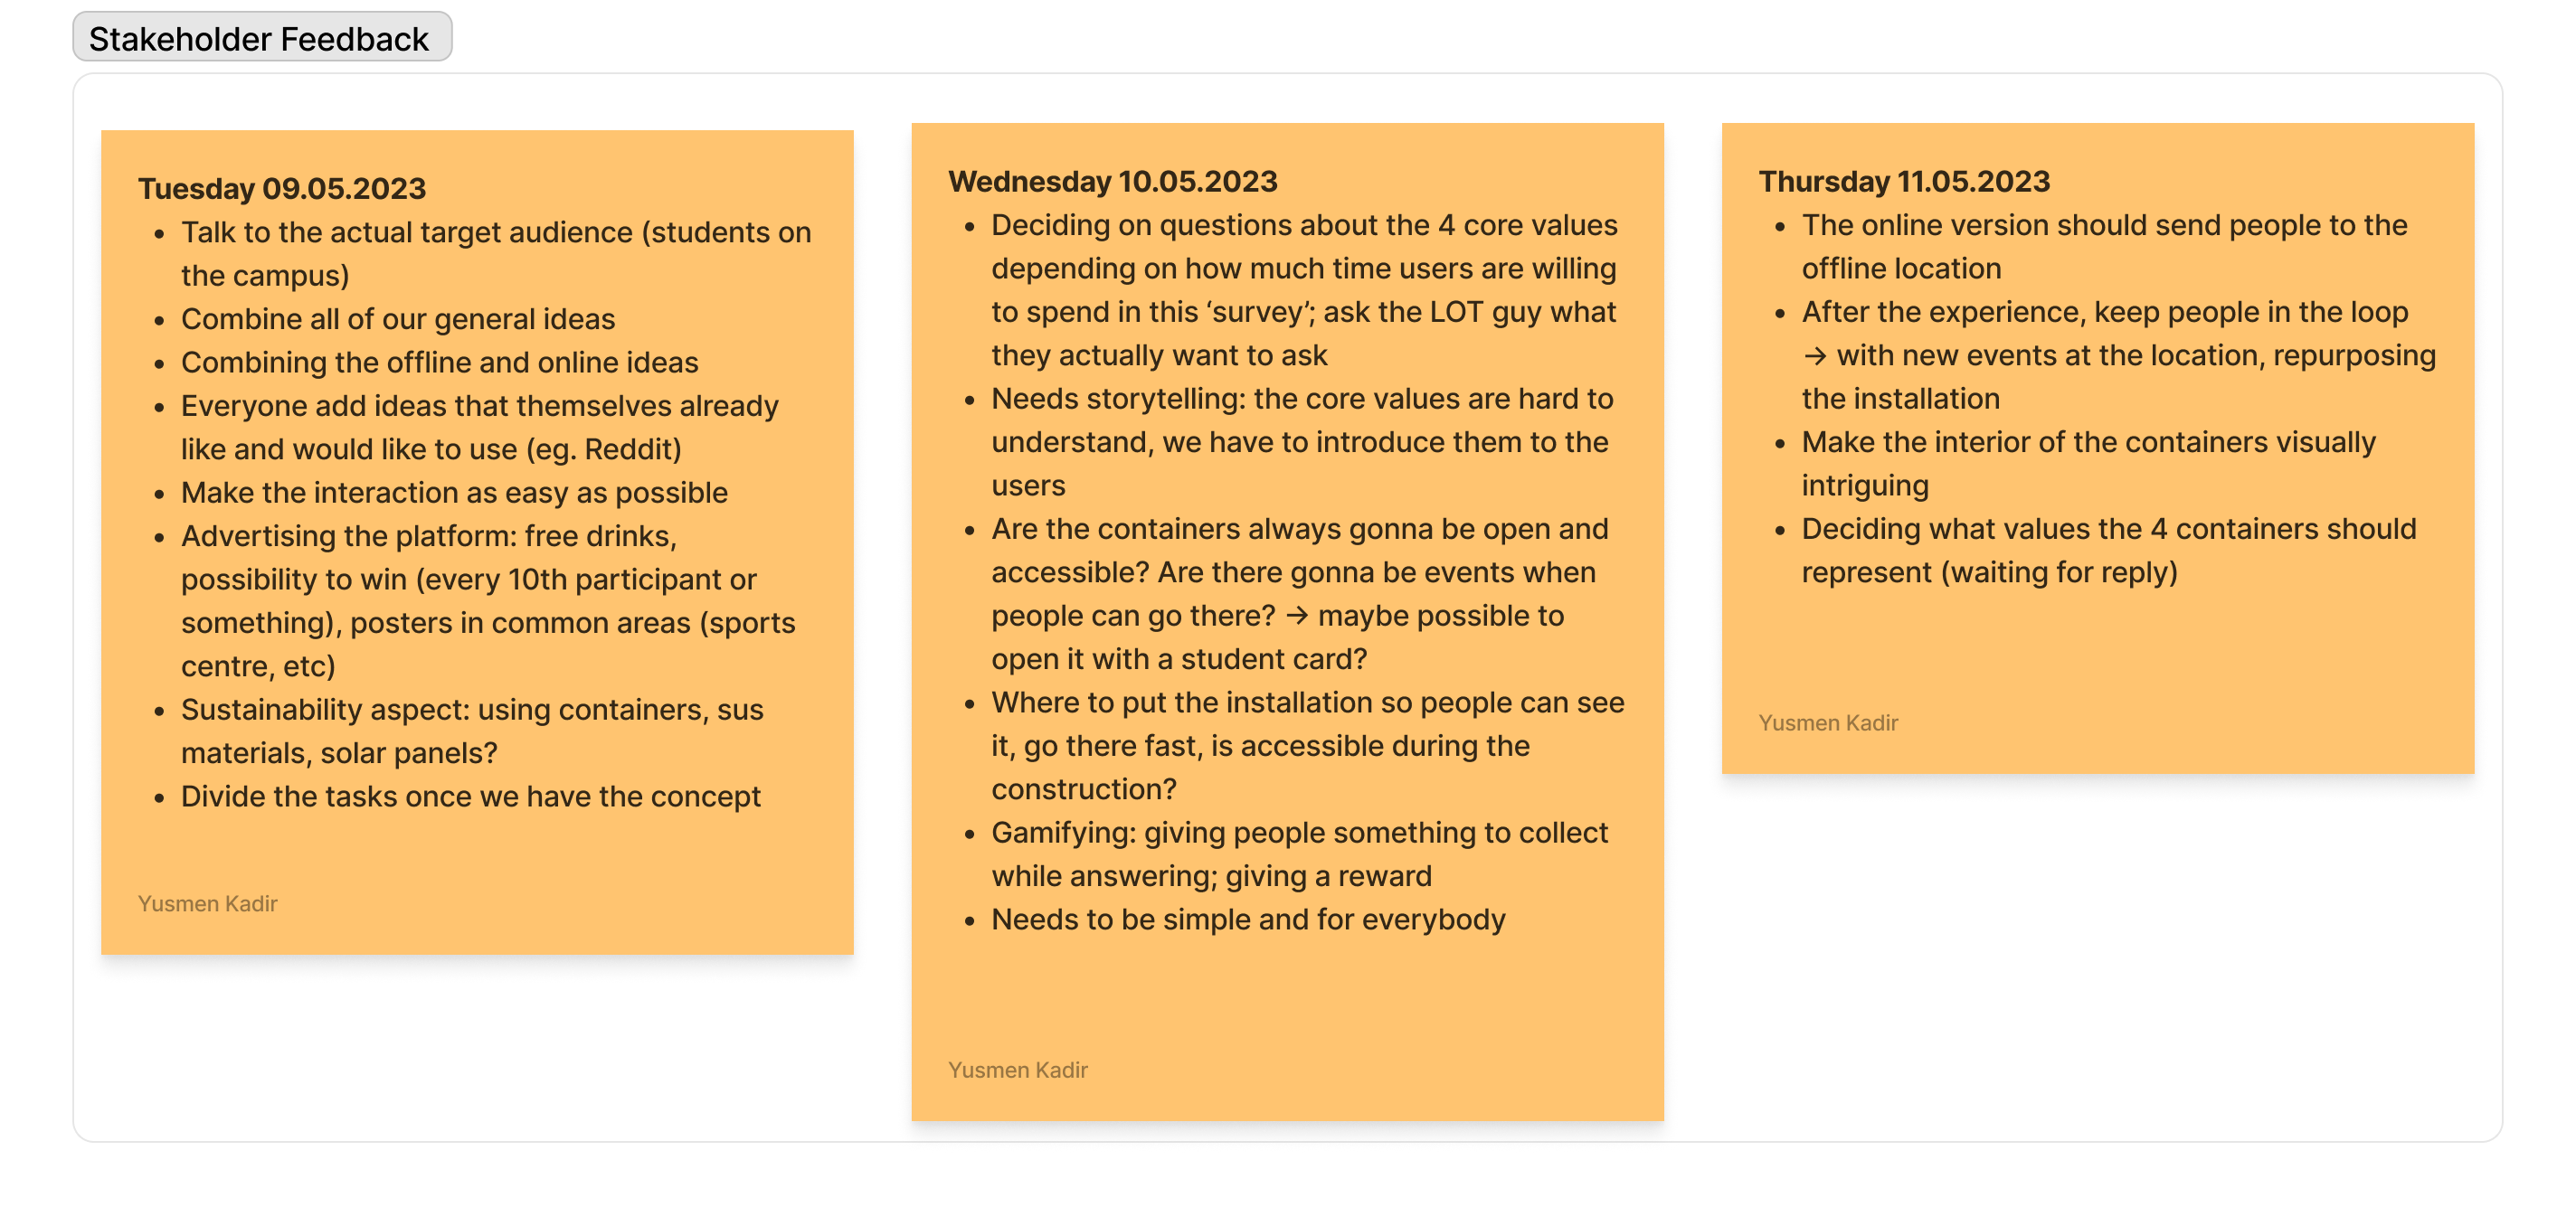 Stakeholder Feedback
Tuesday 09.05.2023
• Talk to the actual target audience (students on
the campus)
• Combine all of our general ideas
• Combining the offline and online ideas
• Everyone add ideas that themselves already
like and would like to use (eg. Reddit)
• Make the interaction as easy as possible
• Advertising the platform: free drinks,
possibility to win (every 10th participant or
something), posters in common areas (sports
centre, etc)
• Sustainability aspect: using containers, sus
materials, solar panels?
• Divide the tasks once we have the concept
Yusmen Kadir
Wednesday 10.05.2023
• Deciding on questions about the 4 core values
depending on how much time users are willing
to spend in this ‘survey’; ask the LOT guy what
they actually want to ask
• Needs storytelling: the core values are hard to
understand, we have to introduce them to the
users
• Are the containers always gonna be open and
accessible? Are there gonna be events when
people can go there? → maybe possible to
open it with a student card?
• Where to put the installation so people can see
it, go there fast, is accessible during the
construction?
• Gamifying: giving people something to collect
while answering; giving a reward
• Needs to be simple and for everybody
Yusmen Kadir
Thursday 11.05.2023
• The online version should send people to the
offline location
• After the experience, keep people in the loop
→ with new events at the location, repurposing
the installation
• Make the interior of the containers visually
intriguing
• Deciding what values the 4 containers should
represent (waiting for reply)
Yusmen Kadir